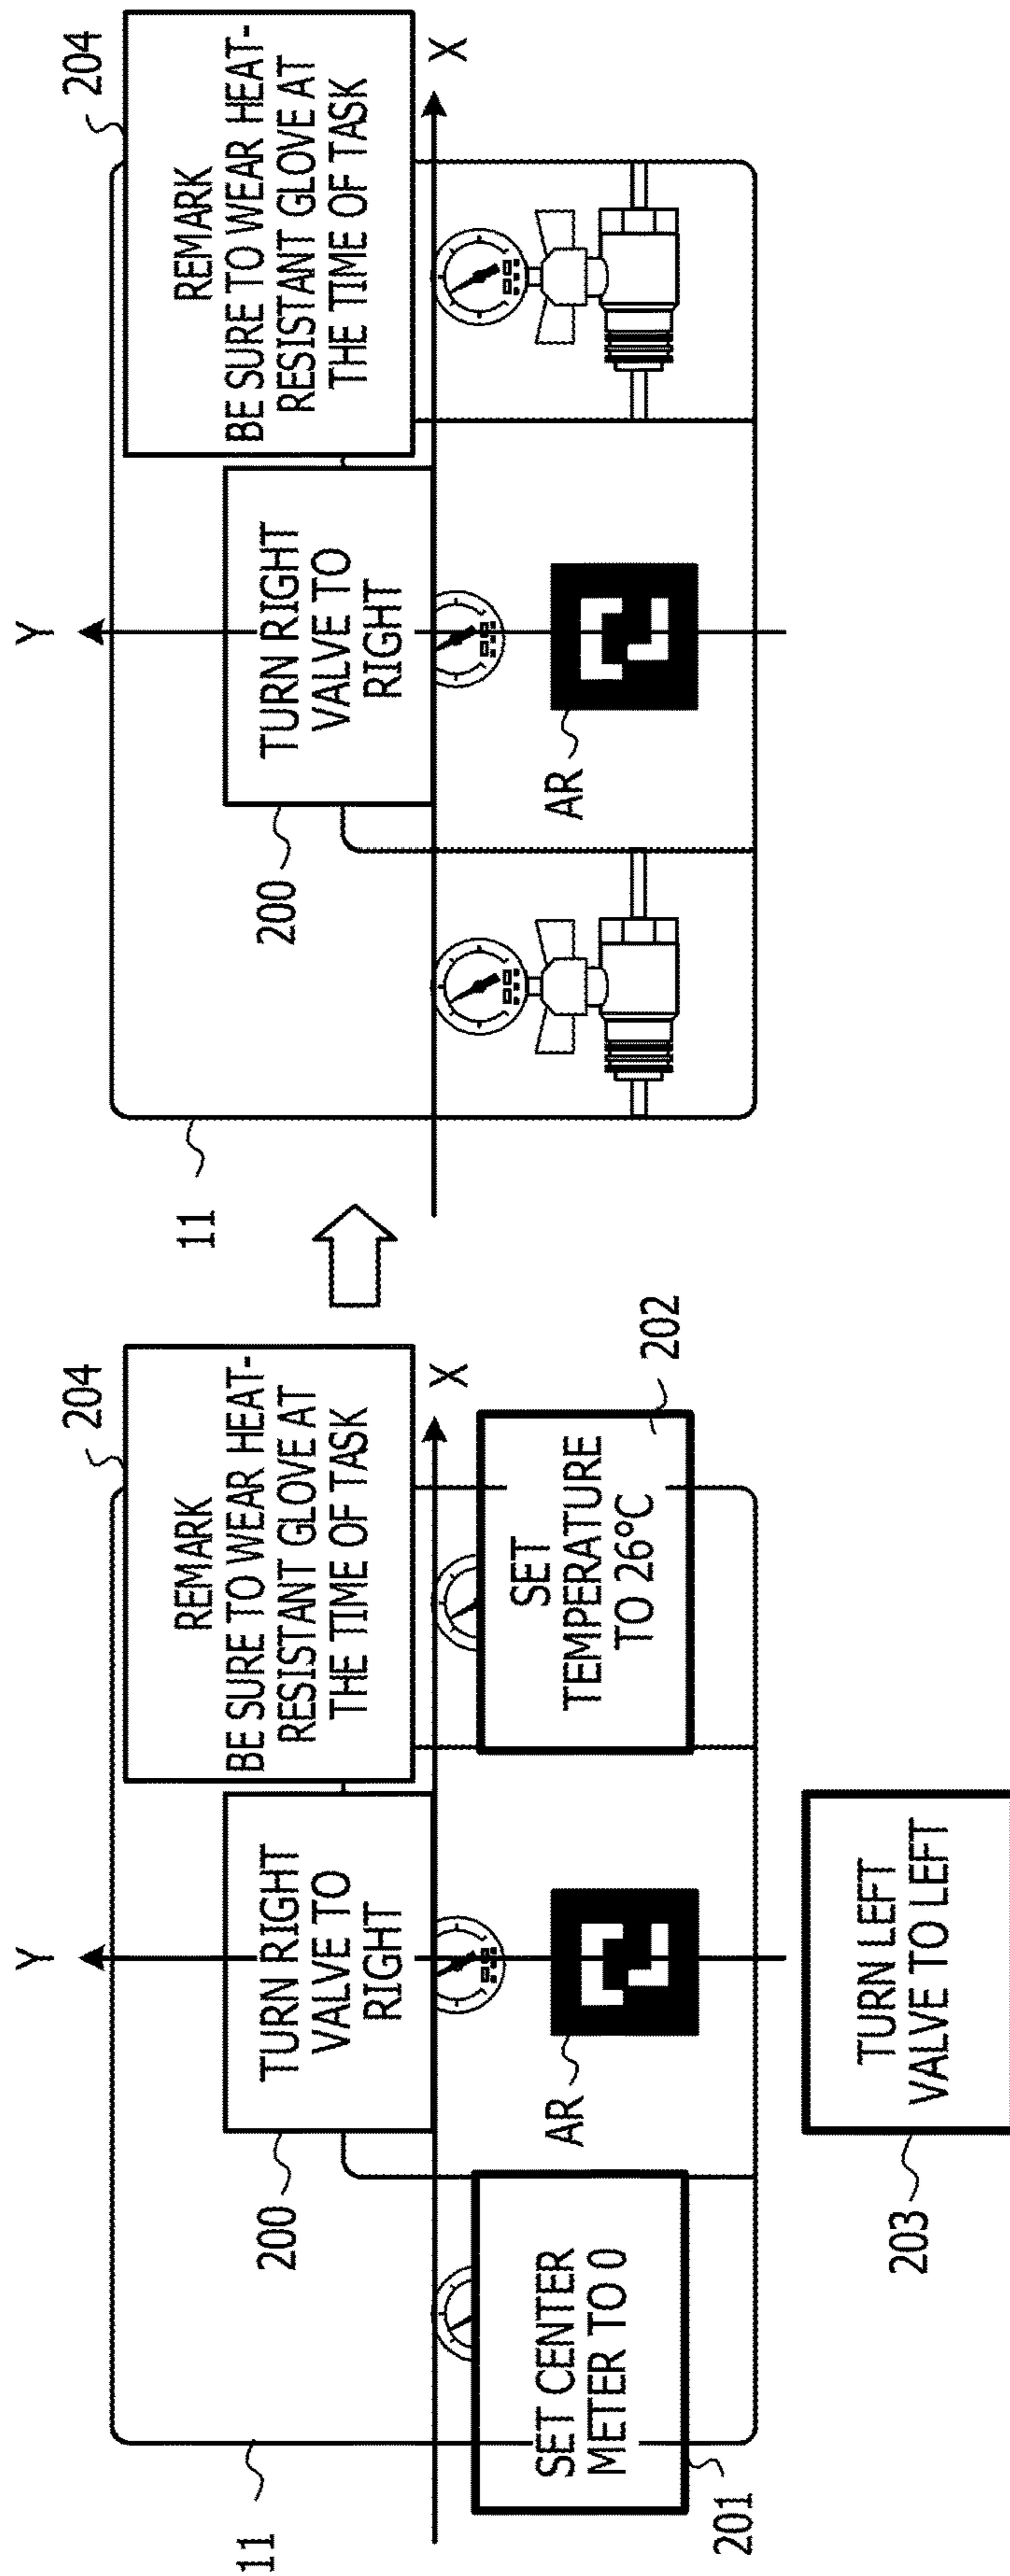 11
Y
200
TURN RIGHT
VALVE TO
RIGHT
204
REMARK
BE SURE TO WEAR HEAT-
RESISTANT GLOVE AT
THE TIME OF TASK
X
201
SET CENTER
METER TO 0
AR
202
SET
TEMPERATURE
TO 26°C
203
TURN LEFT
VALVE TO LEFT
11
Y
200
TURN RIGHT
VALVE TO
RIGHT
204
REMARK
BE SURE TO WEAR HEAT-
RESISTANT GLOVE AT
THE TIME OF TASK
X
AR